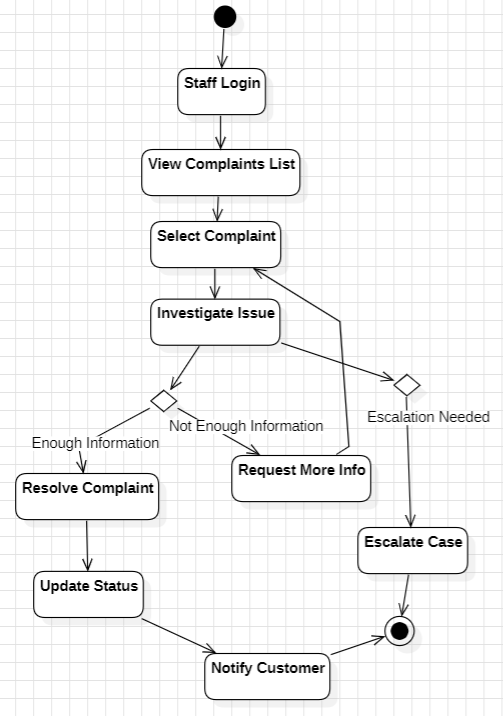 Staff Login
View Complaints List
Select Complaint
Investigate Issue
Escalation Needed
Not Enough Information
Enough Information
Request More Info
Resolve Complaint
Escalate Case
Update Status
Notify Customer